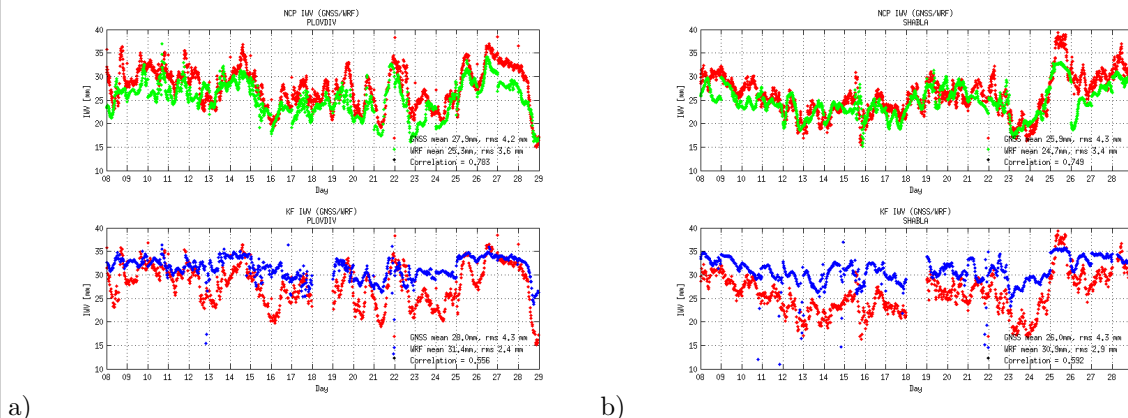 NCP IWV (GNSS/WRF)
PLOVDIV
40
35
30
25
20
15
10
IWV [mm]
GNSS mean 27.9mm, rms 4.2 mm
WRF mean 25.3mm, rms 3.6 mm
Correlation = 0.783
08 09 10 11 12 13 14 15 16 17 18 19 20 21 22 23 24 25 26 27 28 29
Day
KF IWV (GNSS/WRF)
PLOVDIV
40
35
30
25
20
15
10
IWV [mm]
GNSS mean 28.0mm, rms 4.3 mm
WRF mean 31.4mm, rms 2.4 mm
Correlation = 0.556
08 09 10 11 12 13 14 15 16 17 18 19 20 21 22 23 24 25 26 27 28 29
Day
a)
NCP IWV (GNSS/WRF)
SHABLA
40
35
30
25
20
15
10
IWV [mm]
GNSS mean 25.9mm, rms 4.3 mm
WRF mean 24.7mm, rms 3.4 mm
Correlation = 0.749
08 09 10 11 12 13 14 15 16 17 18 19 20 21 22 23 24 25 26 27 28
Day
KF IWV (GNSS/WRF)
SHABLA
40
35
30
25
20
15
10
IWV [mm]
GNSS mean 26.0mm, rms 4.3 mm
WRF mean 30.9mm, rms 2.9 mm
Correlation = 0.592
08 09 10 11 12 13 14 15 16 17 18 19 20 21 22 23 24 25 26 27 28
Day
b)